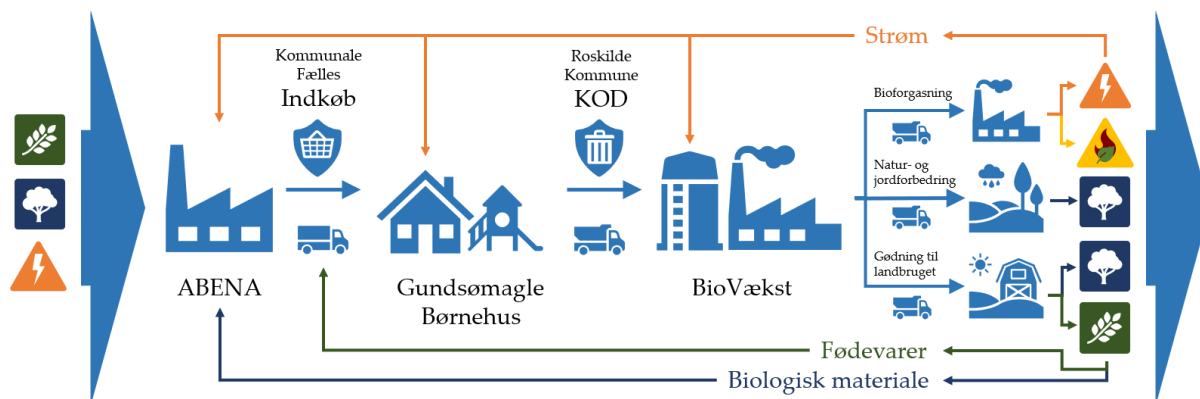 Strøm
Kommunale
Fælles
Indkøb
Roskilde
Kommune
KOD
Bioforgasning
Natur- og
jordforbedring
Gødning til
landbruget
ABENA
Gundsømagle
Børnehus
BioVækst
Fødevarer
Biologisk materiale